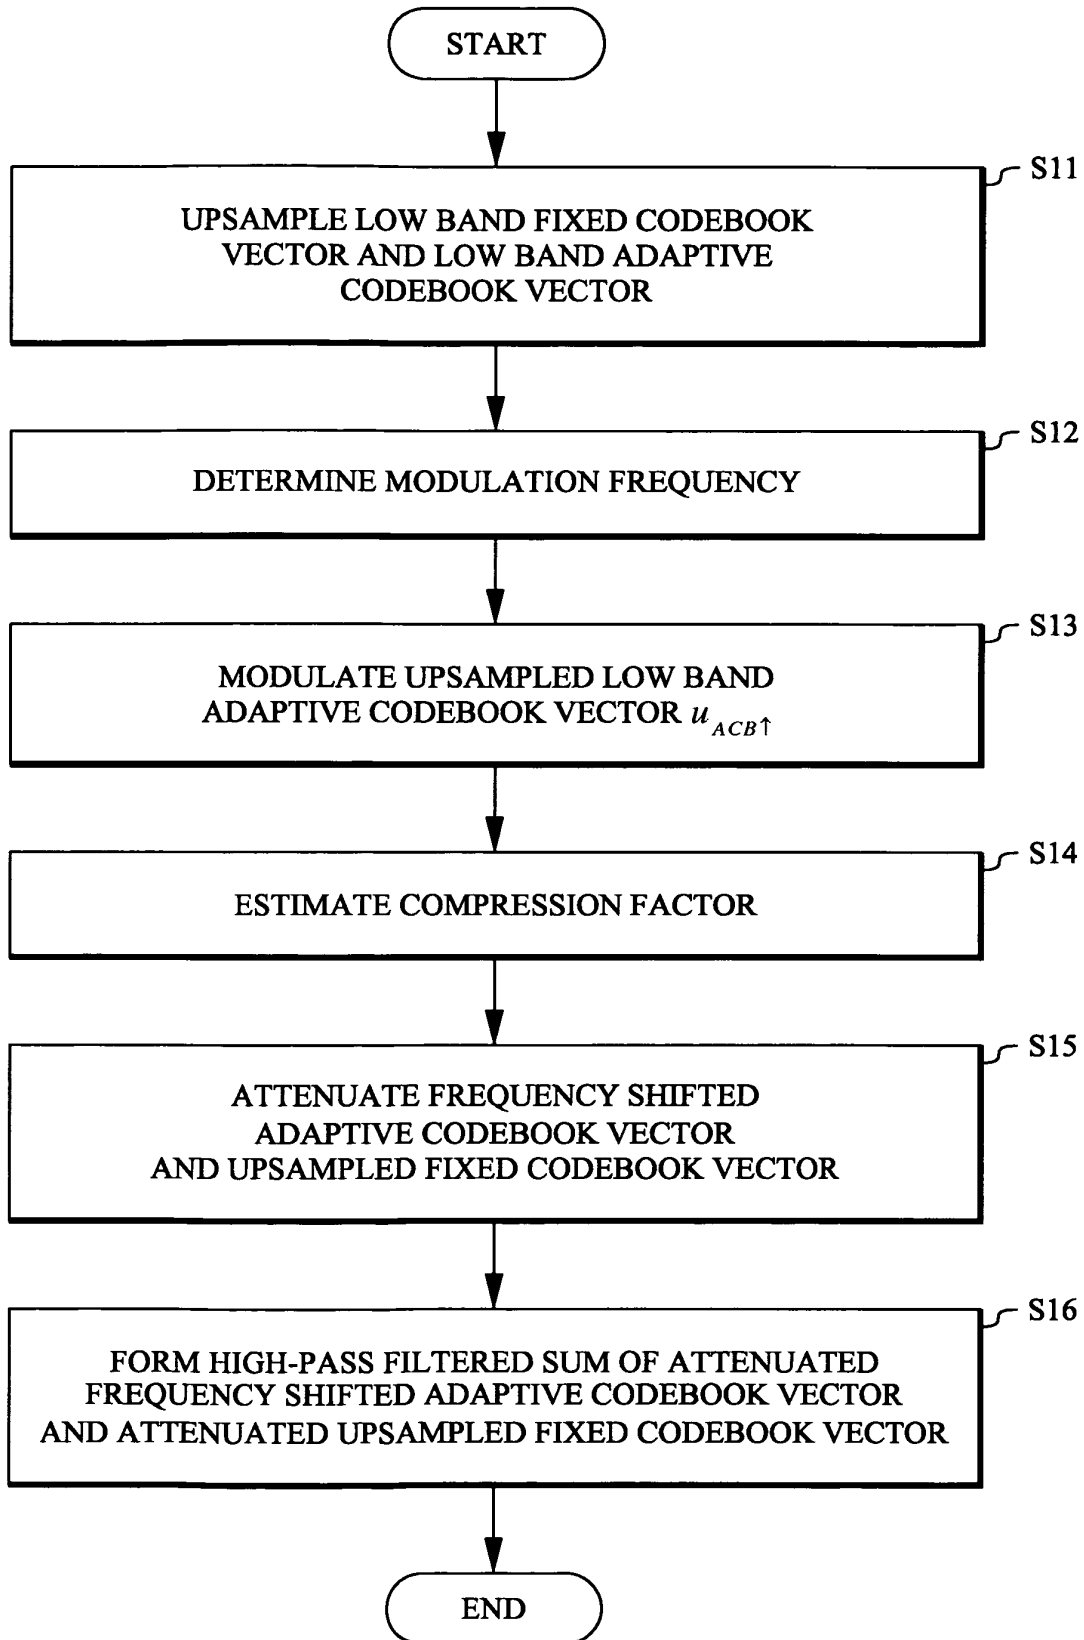 START
S11
UPSAMPLE LOW BAND FIXED CODEBOOK
VECTOR AND LOW BAND ADAPTIVE
CODEBOOK VECTOR
S12
DETERMINE MODULATION FREQUENCY
S13
MODULATE UPSAMPLED LOW BAND
ADAPTIVE CODEBOOK VECTOR u_ACB↑
S14
ESTIMATE COMPRESSION FACTOR
S15
ATTENUATE FREQUENCY SHIFTED
ADAPTIVE CODEBOOK VECTOR
AND UPSAMPLED FIXED CODEBOOK VECTOR
S16
FORM HIGH-PASS FILTERED SUM OF ATTENUATED
FREQUENCY SHIFTED ADAPTIVE CODEBOOK VECTOR
AND ATTENUATED UPSAMPLED FIXED CODEBOOK VECTOR
END